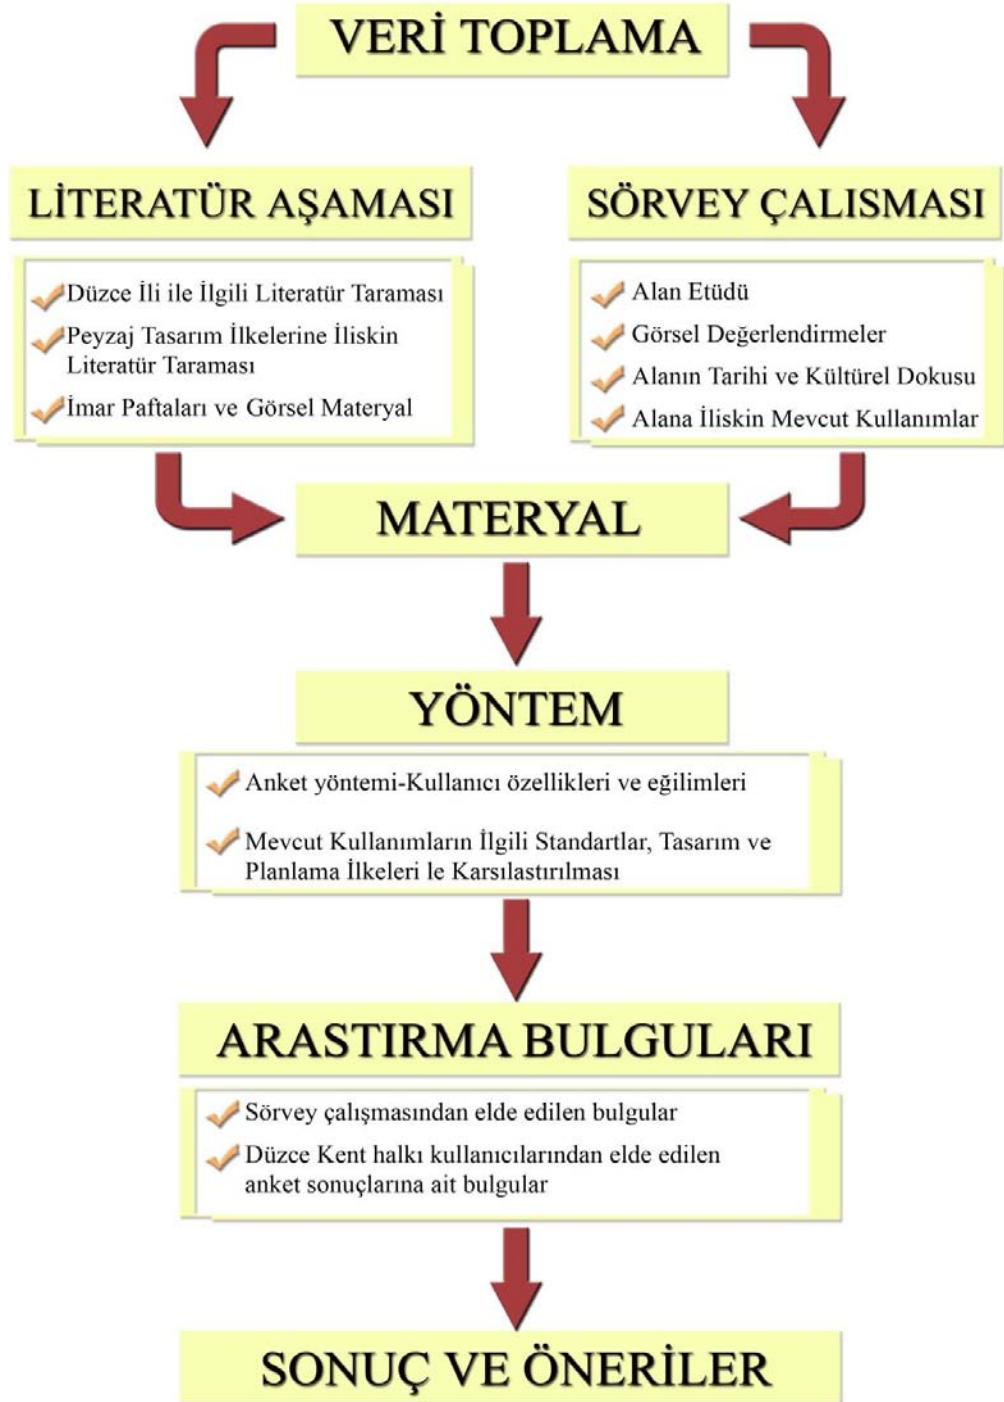 VERİ TOPLAMA
LİTERATÜR AŞAMASI
Düzce İli ile İlgili Literatür Taraması
Peyzaj Tasarım İlkelerine İliskin
Literatür Taraması
İmar Paftaları ve Görsel Materyal
SÖRVEY ÇALISMASI
Alan Etüdü
Görsel Değerlendirmeler
Alanın Tarihi ve Kültürel Dokusu
Alana İliskin Mevcut Kullanımlar
MATERYAL
YÖNTEM
Anket yöntemi-Kullanıcı özellikleri ve eğilimleri
Mevcut Kullanımların İlgili Standartlar, Tasarım ve
Planlama İlkeleri le Karsılastırılması
ARASTIRMA BULGULARI
Sörvey çalışmasından elde edilen bulgular
Düzce Kent halkı kullanıcılarından elde edilen
anket sonuçlarına ait bulgular
SONUÇ VE ÖNERİLER